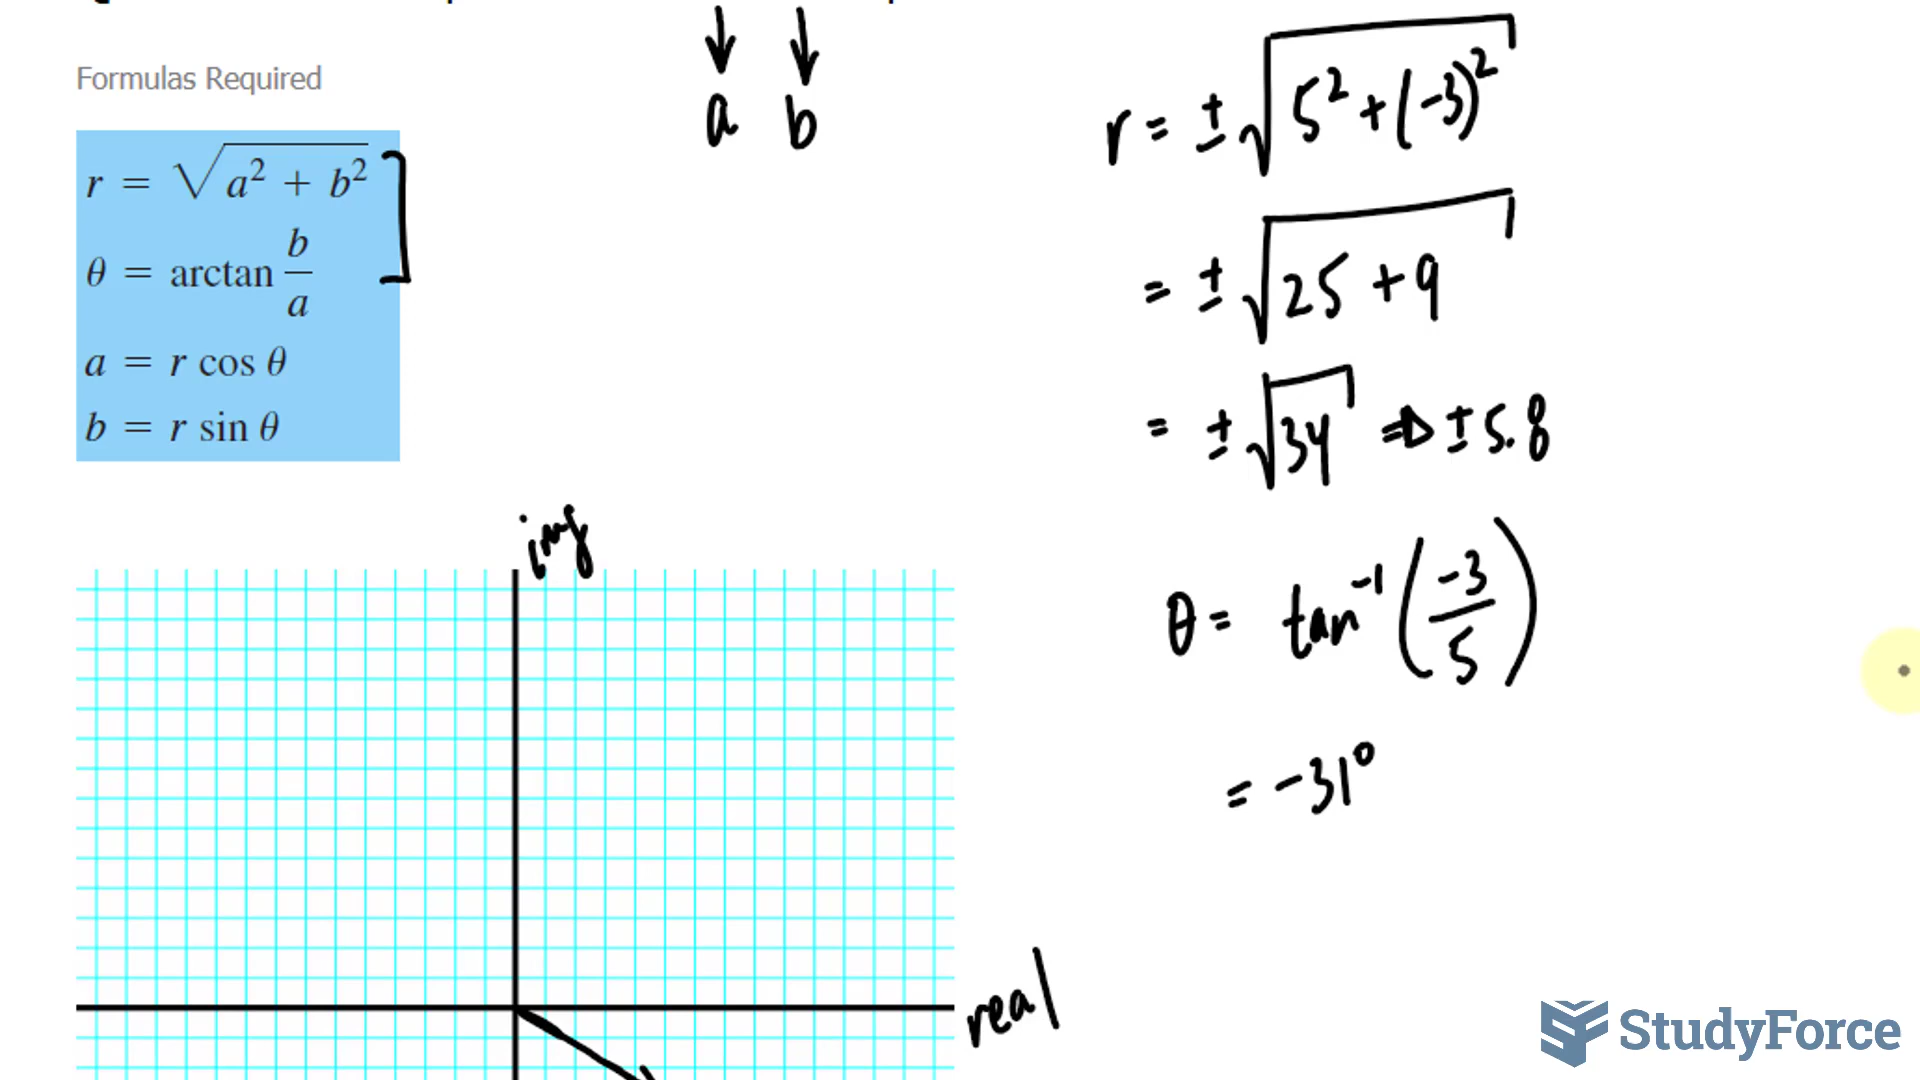 Formulas Required
r = √a² + b²
θ = arctan b/a
a = r cos θ
b = r sin θ
a b
r = ± √5² + (-3)²
= ± √25 + 9
= ± √34 ⇒ ± 5.8
θ = tan⁻¹ (-3/5)
= -31°
img
real
StudyForce